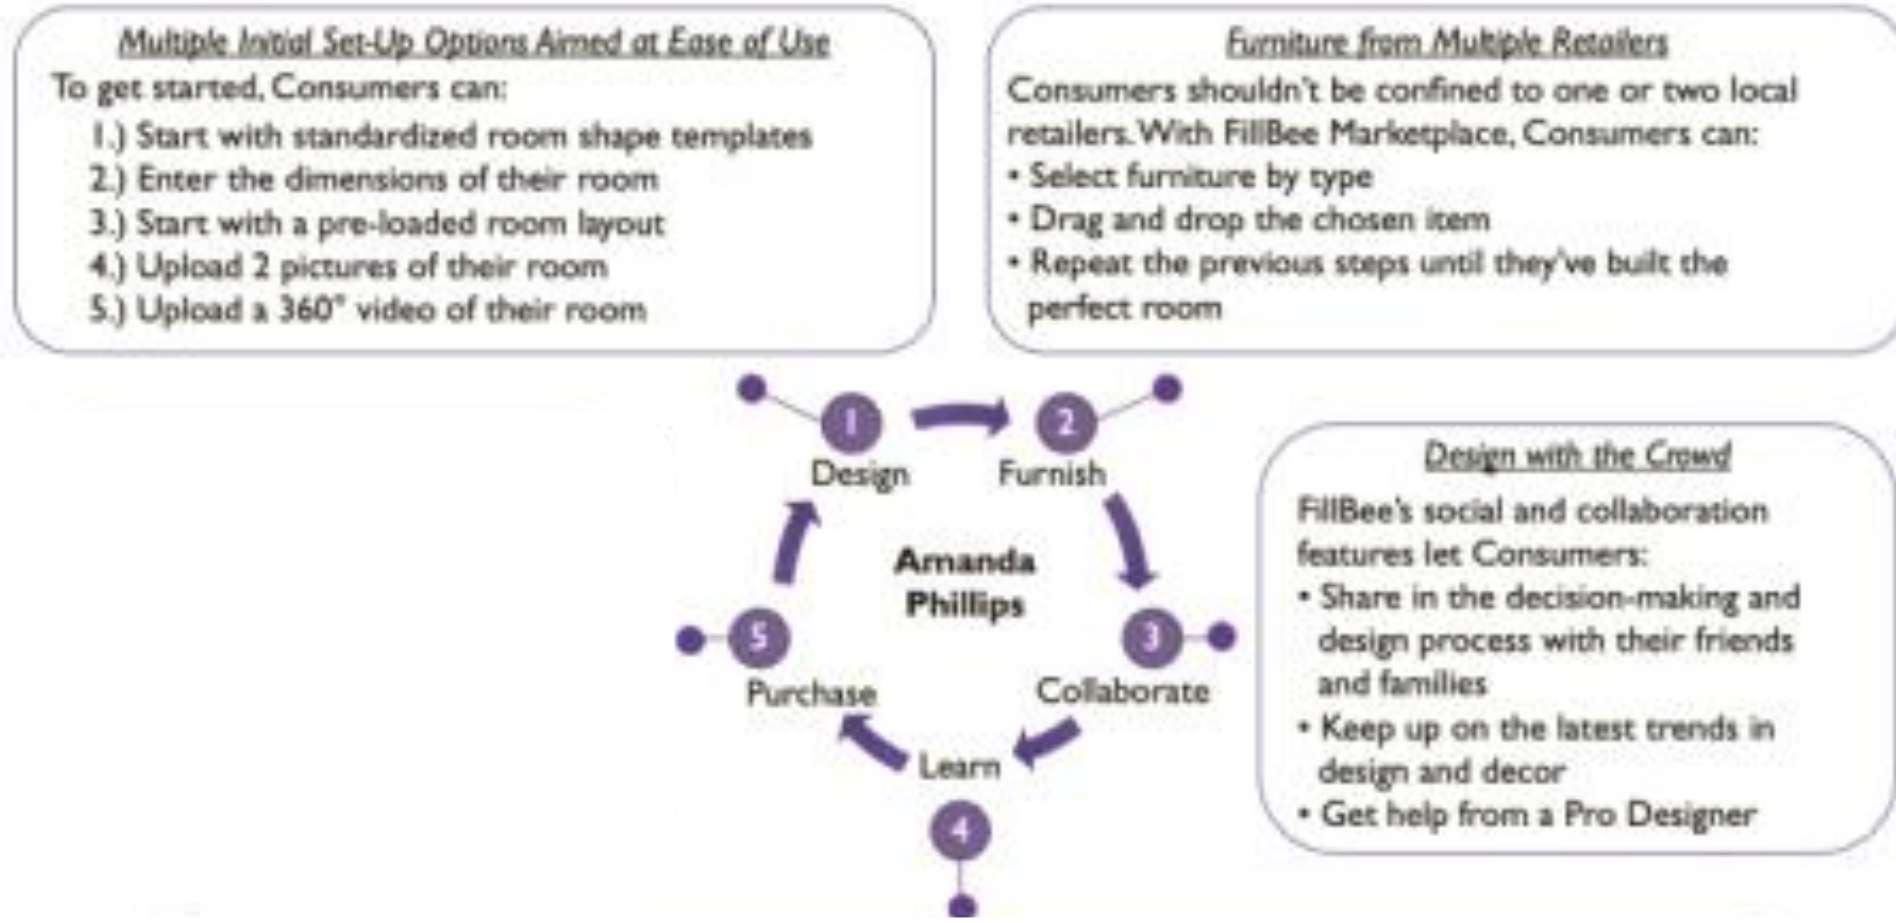 Multiple Initial Set-Up Options Aimed at Ease of Use
To get started, Consumers can:
1.) Start with standardized room shape templates
2.) Enter the dimensions of their room
3.) Start with a pre-loaded room layout
4.) Upload 2 pictures of their room
5.) Upload a 360° video of their room
Furniture from Multiple Retailers
Consumers shouldn't be confined to one or two local
retailers. With FillBee Marketplace, Consumers can:
• Select furniture by type
• Drag and drop the chosen item
• Repeat the previous steps until they've built the
perfect room
1
Design
2
Furnish
Amanda
Phillips
5
Purchase
3
Collaborate
Learn
4
Design with the Crowd
FillBee's social and collaboration
features let Consumers:
• Share in the decision-making and
design process with their friends
and families
• Keep up on the latest trends in
design and decor
• Get help from a Pro Designer